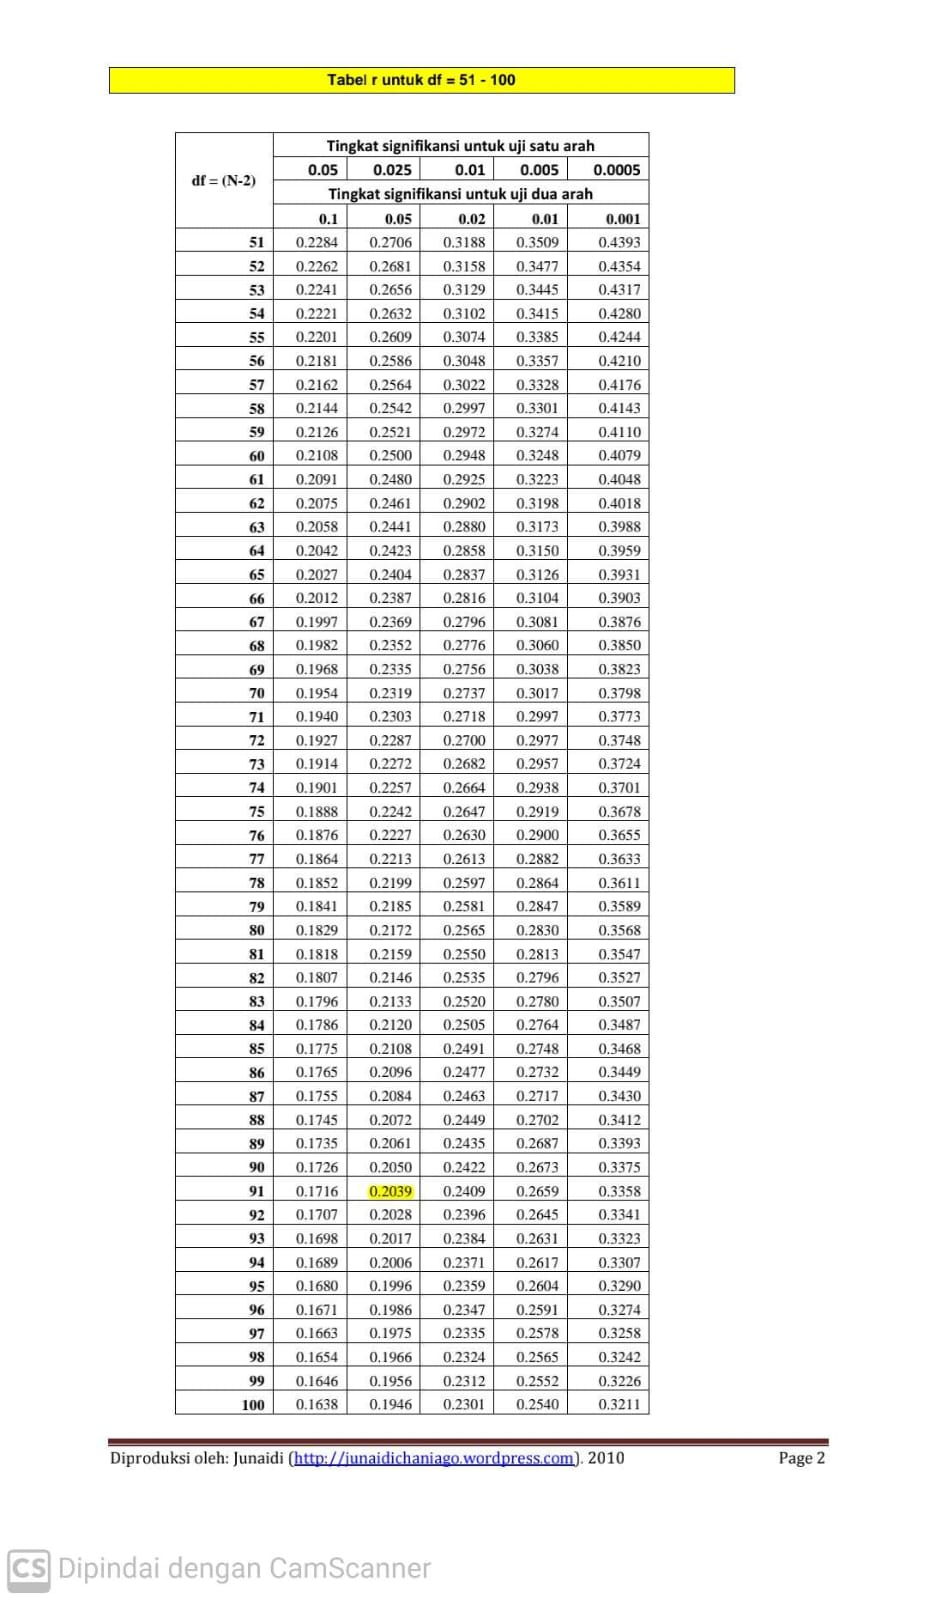 Tabel r untuk df = 51 - 100
df = (N-2)
Tingkat signifikansi untuk uji satu arah
0.05 0.025 0.01 0.005 0.0005
Tingkat signifikansi untuk uji dua arah
0.1 0.05 0.02 0.01 0.001
51 0.2284 0.2706 0.3188 0.3509 0.4393
52 0.2262 0.2681 0.3158 0.3477 0.4354
53 0.2241 0.2656 0.3129 0.3445 0.4317
54 0.2221 0.2632 0.3102 0.3415 0.4280
55 0.2201 0.2609 0.3074 0.3385 0.4244
56 0.2181 0.2586 0.3048 0.3357 0.4210
57 0.2162 0.2564 0.3022 0.3328 0.4176
58 0.2144 0.2542 0.2997 0.3301 0.4143
59 0.2126 0.2521 0.2972 0.3274 0.4110
60 0.2108 0.2500 0.2948 0.3248 0.4079
61 0.2091 0.2480 0.2925 0.3223 0.4048
62 0.2075 0.2461 0.2902 0.3198 0.4018
63 0.2058 0.2441 0.2880 0.3173 0.3988
64 0.2042 0.2423 0.2858 0.3150 0.3959
65 0.2027 0.2404 0.2837 0.3126 0.3931
66 0.2012 0.2387 0.2816 0.3104 0.3903
67 0.1997 0.2369 0.2796 0.3081 0.3876
68 0.1982 0.2352 0.2776 0.3060 0.3850
69 0.1968 0.2335 0.2756 0.3038 0.3823
70 0.1954 0.2319 0.2737 0.3017 0.3798
71 0.1940 0.2303 0.2718 0.2997 0.3773
72 0.1927 0.2287 0.2700 0.2977 0.3748
73 0.1914 0.2272 0.2682 0.2957 0.3724
74 0.1901 0.2257 0.2664 0.2938 0.3701
75 0.1888 0.2242 0.2647 0.2919 0.3678
76 0.1876 0.2227 0.2630 0.2900 0.3655
77 0.1864 0.2213 0.2613 0.2882 0.3633
78 0.1852 0.2199 0.2597 0.2864 0.3611
79 0.1841 0.2185 0.2581 0.2847 0.3589
80 0.1829 0.2172 0.2565 0.2830 0.3568
81 0.1818 0.2159 0.2550 0.2813 0.3547
82 0.1807 0.2146 0.2535 0.2796 0.3527
83 0.1796 0.2133 0.2520 0.2780 0.3507
84 0.1786 0.2120 0.2505 0.2764 0.3487
85 0.1775 0.2108 0.2491 0.2748 0.3468
86 0.1765 0.2096 0.2477 0.2732 0.3449
87 0.1755 0.2084 0.2463 0.2717 0.3430
88 0.1745 0.2072 0.2449 0.2702 0.3412
89 0.1735 0.2061 0.2435 0.2687 0.3393
90 0.1726 0.2050 0.2422 0.2673 0.3375
91 0.1716 0.2039 0.2409 0.2659 0.3358
92 0.1707 0.2028 0.2396 0.2645 0.3341
93 0.1698 0.2017 0.2384 0.2631 0.3323
94 0.1689 0.2006 0.2371 0.2617 0.3307
95 0.1680 0.1996 0.2359 0.2604 0.3290
96 0.1671 0.1986 0.2347 0.2591 0.3274
97 0.1663 0.1975 0.2335 0.2578 0.3258
98 0.1654 0.1966 0.2324 0.2565 0.3242
99 0.1646 0.1956 0.2312 0.2552 0.3226
100 0.1638 0.1946 0.2301 0.2540 0.3211
Diproduksi oleh: Junaidi (http://junaidichaniago.wordpress.com). 2010 Page 2
CS Dipindai dengan CamScanner